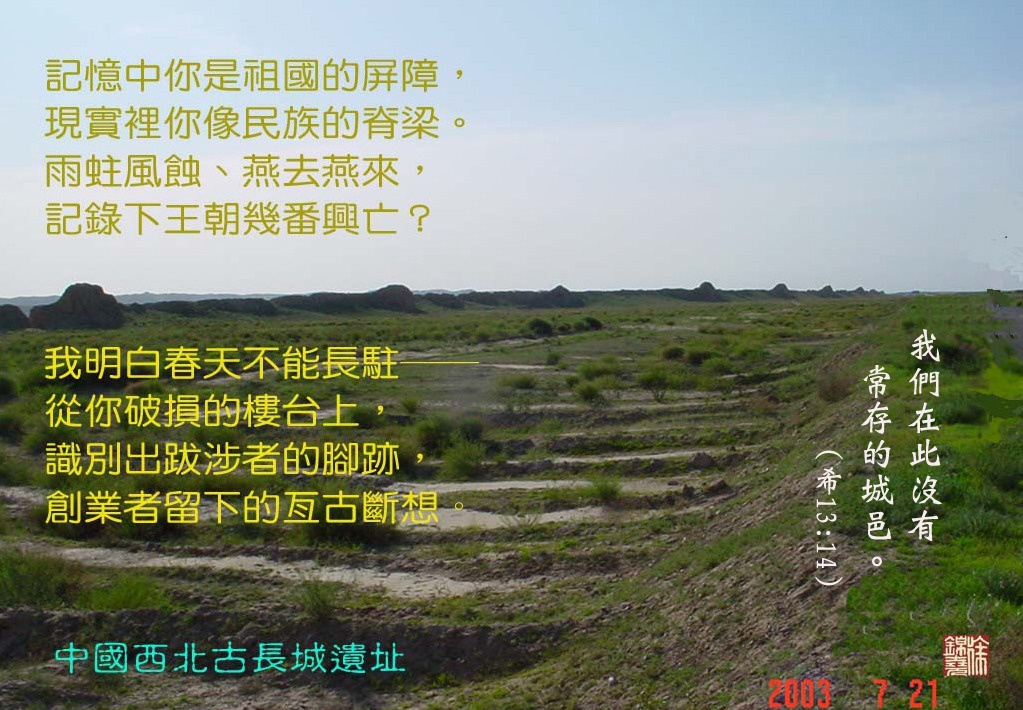 記憶中你是祖國的屏障，
現實裡你像民族的脊梁。
雨蛀風蝕、燕去燕來，
記錄下王朝幾番興亡？
我明白春天不能長駐──
從你破損的樓台上，
識別出跋涉者的腳跡，
創業者留下的亙古斷想。
我們在此沒有
常存的城邑。
（希13:14）
中國西北古長城遺址
2003 7 21